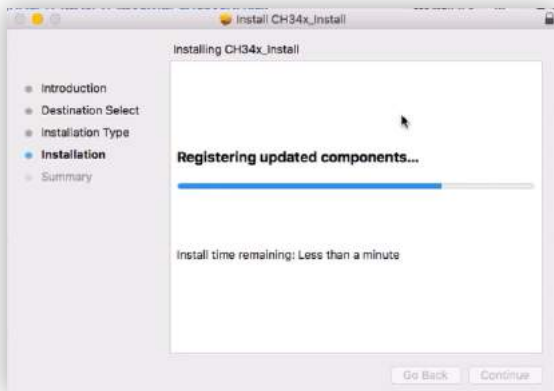 Install CH34x_Install
Installing CH34x_Install
Introduction
Destination Select
Installation Type
Installation
Summary
Registering updated components...
Install time remaining: Less than a minute
Go Back
Continue